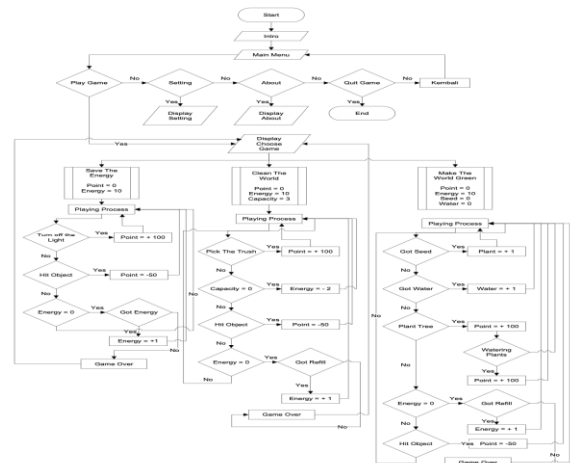 Start
Intro
Main Menu
Play Game
No
Setting
No
About
No
Quit Game
No
Kembali
Yes
Yes
Yes
Display
Setting
Display
About
End
Yes
Display
Choose
Game
Save The
Energy
Point = 0
Energy = 10
Clean The
World
Point = 0
Energy = 10
Capacity = 3
Make The
World Green
Point = 0
Energy = 10
Seed = 0
Water = 0
Playing Process
Turn off the
Light
Yes
Point = + 100
No
Hit Object
Yes
Point = -50
No
Energy = 0
Yes
Got Energy
Yes
No
Energy = +1
Game Over
Playing Process
Pick The Trush
Yes
Point = + 100
No
Capacity = 0
Yes
Energy = - 2
No
Hit Object
Yes
Point = -50
No
Energy = 0
Yes
Got Refill
No
Yes
Energy = + 1
Game Over
No
Playing Process
Got Seed
Yes
Plant = + 1
No
Got Water
Yes
Water = + 1
No
Plant Tree
Yes
Point = + 100
No
Watering
Plants
Yes
Point = + 100
No
Energy = 0
Yes
Got Refill
Yes
No
Energy = + 1
Hit Object
Yes
Point = -50
No
Game Over